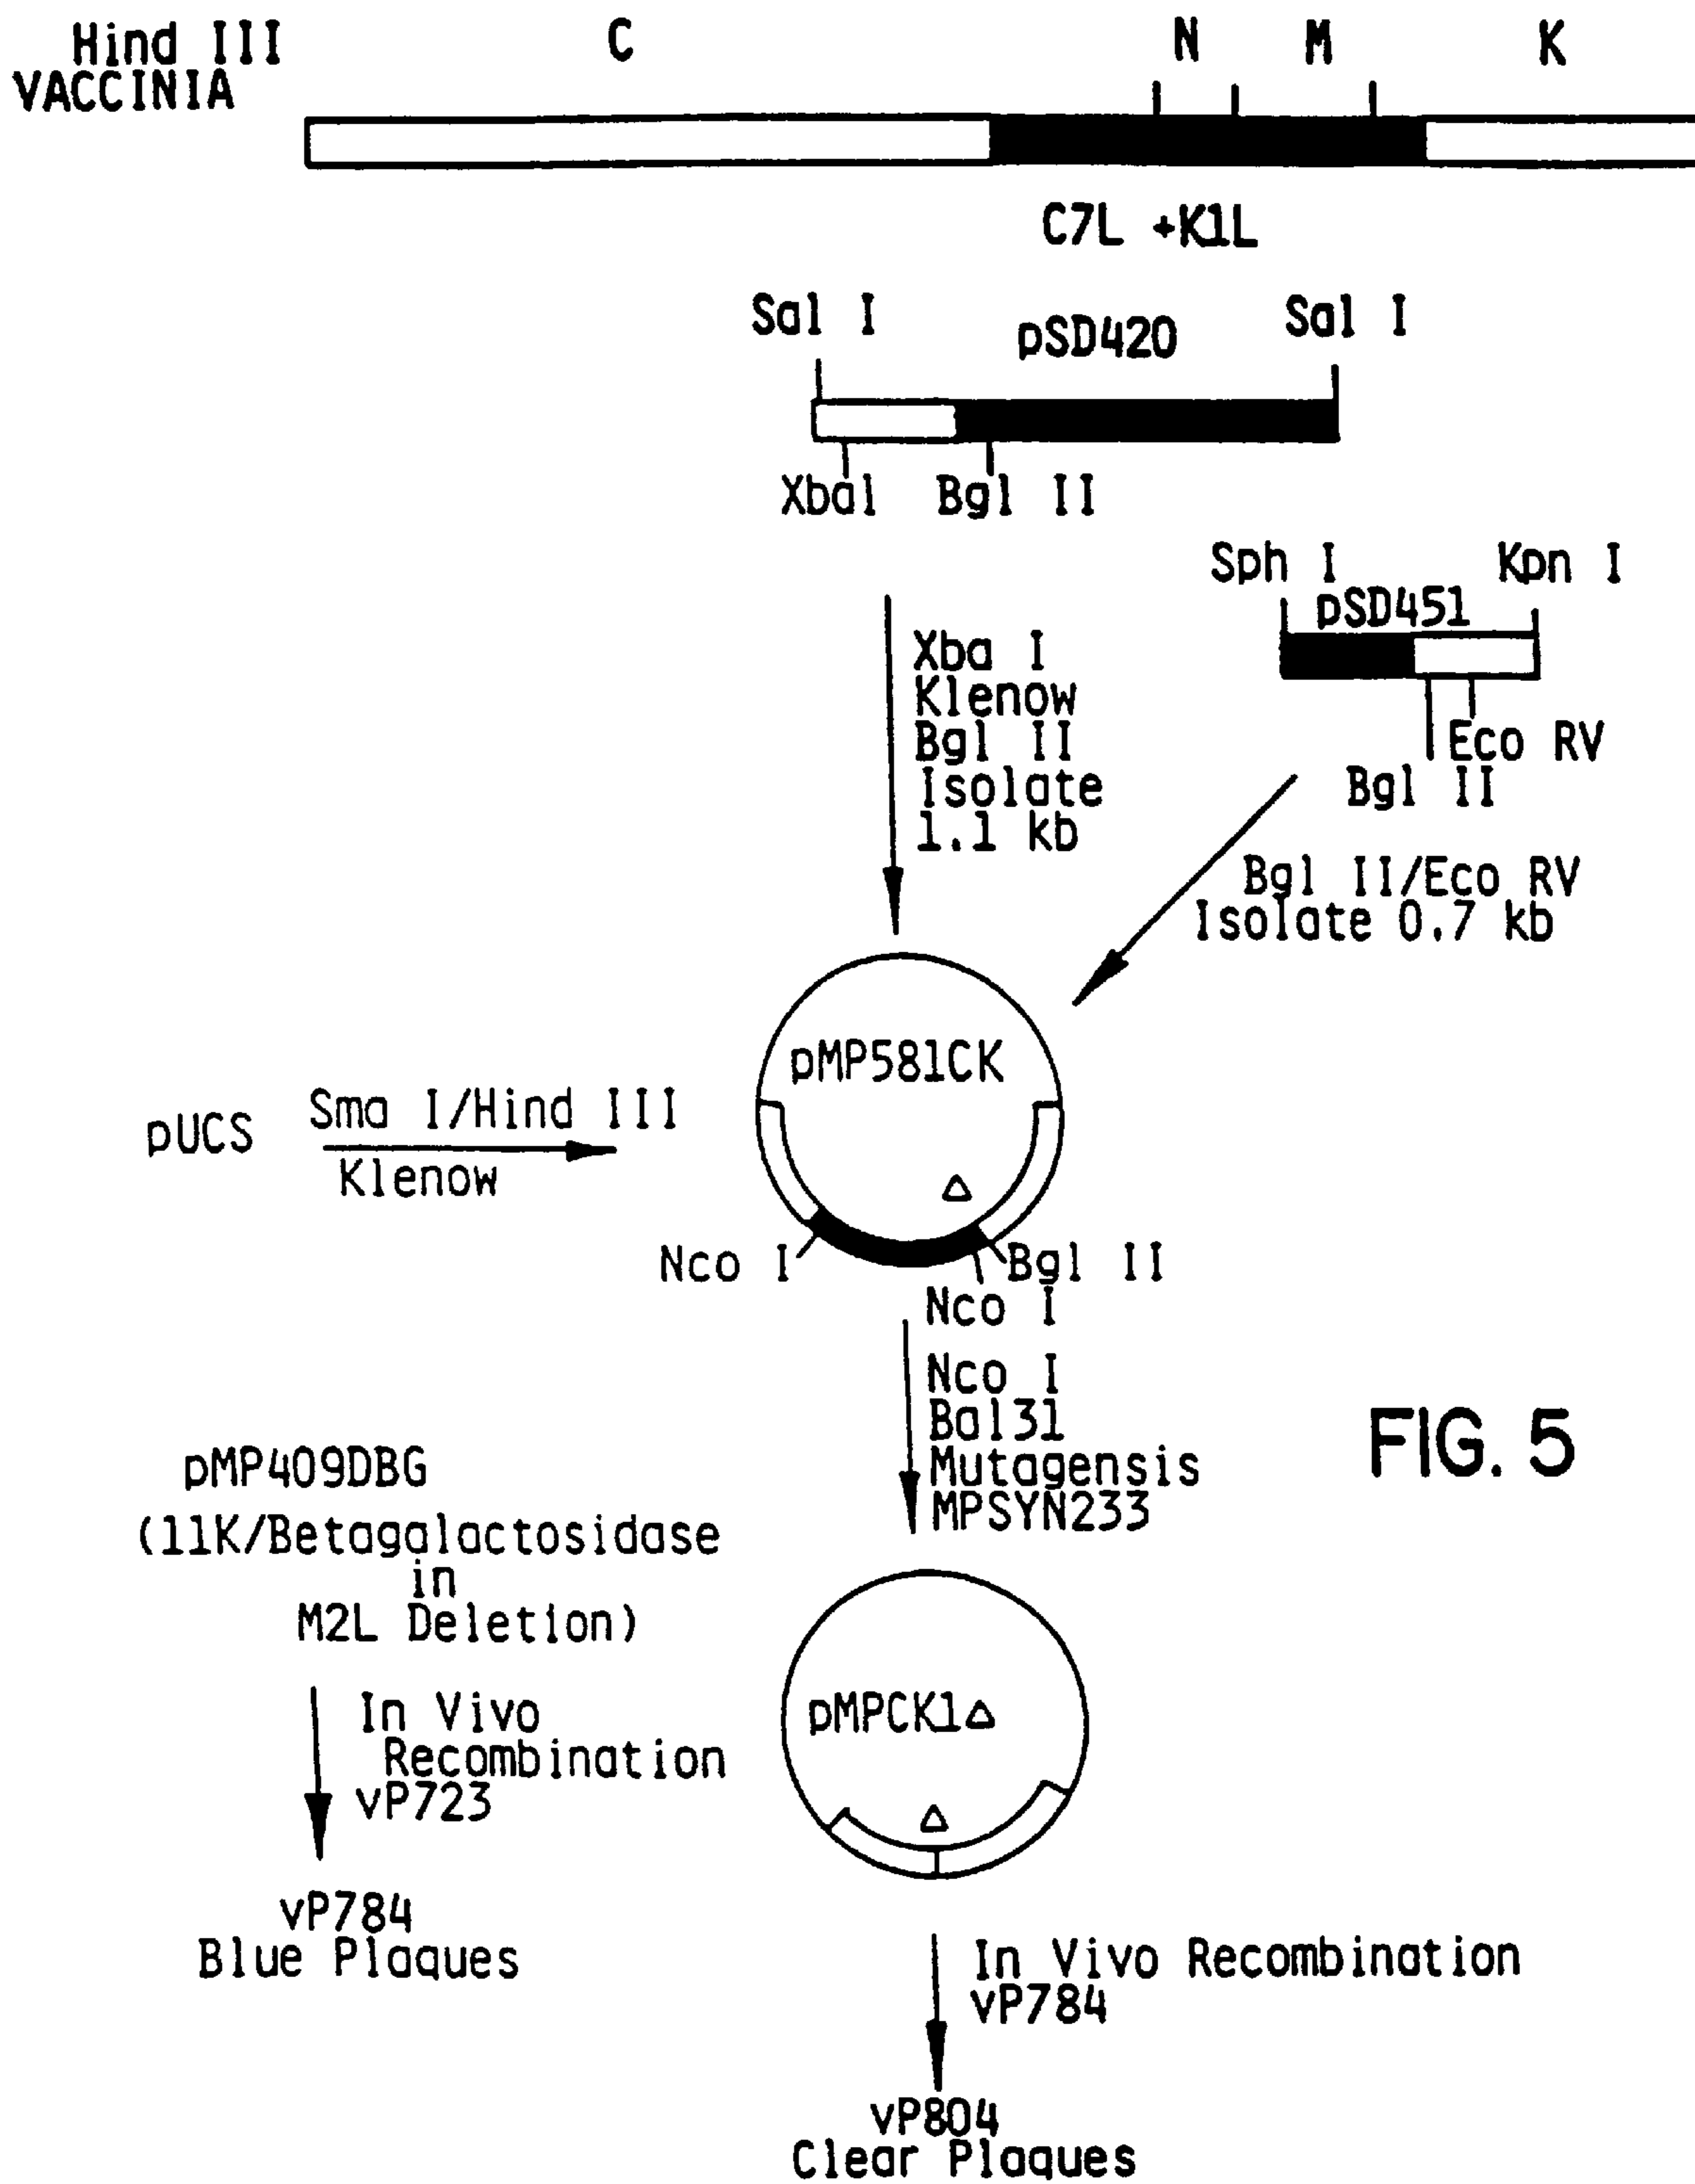 Hind III C N M K
VACCINIA
C7L +K1L
Sal I pSD420 Sal I
XbaI Bgl II
Sph I Kpn I
pSD451
Eco RV
Bgl II
Xba I
Klenow
Bgl II
Isolate
1.1 kb
Bgl II/Eco RV
Isolate 0.7 kb
pMP581CK
pUCS
Sma I/Hind III
Klenow
Δ
Nco I Bgl II
Nco I
Nco I
Bal31
Mutagensis
MPSYN233
FIG. 5
pMP409DBG
(11K/Betagalactosidase
in
M2L Deletion)
In Vivo
Recombination
vP723
vP784
Blue Plaques
pMPCK1Δ
Δ
In Vivo Recombination
vP784
vP804
Clear Plaques